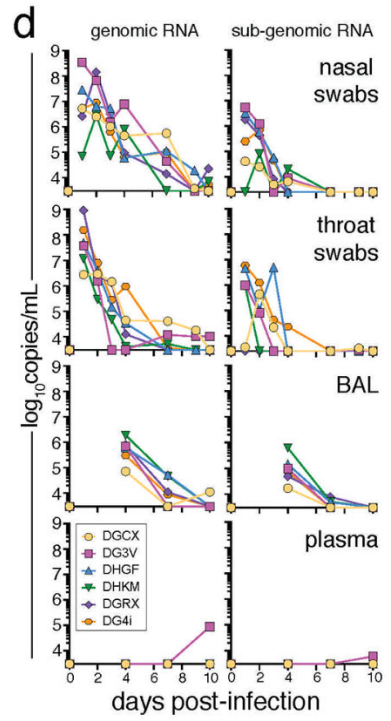 d
genomic RNA
sub-genomic RNA
9
8
7
6
5
4
nasal
swabs
9
8
7
6
5
4
throat
swabs
log10copies/mL
9
8
7
6
5
4
BAL
9
8
7
6
5
4
plasma
DGCX
DG3V
DHGF
DHKM
DGRX
DG4i
0 2 4 6 8 10
0 2 4 6 8 10
days post-infection